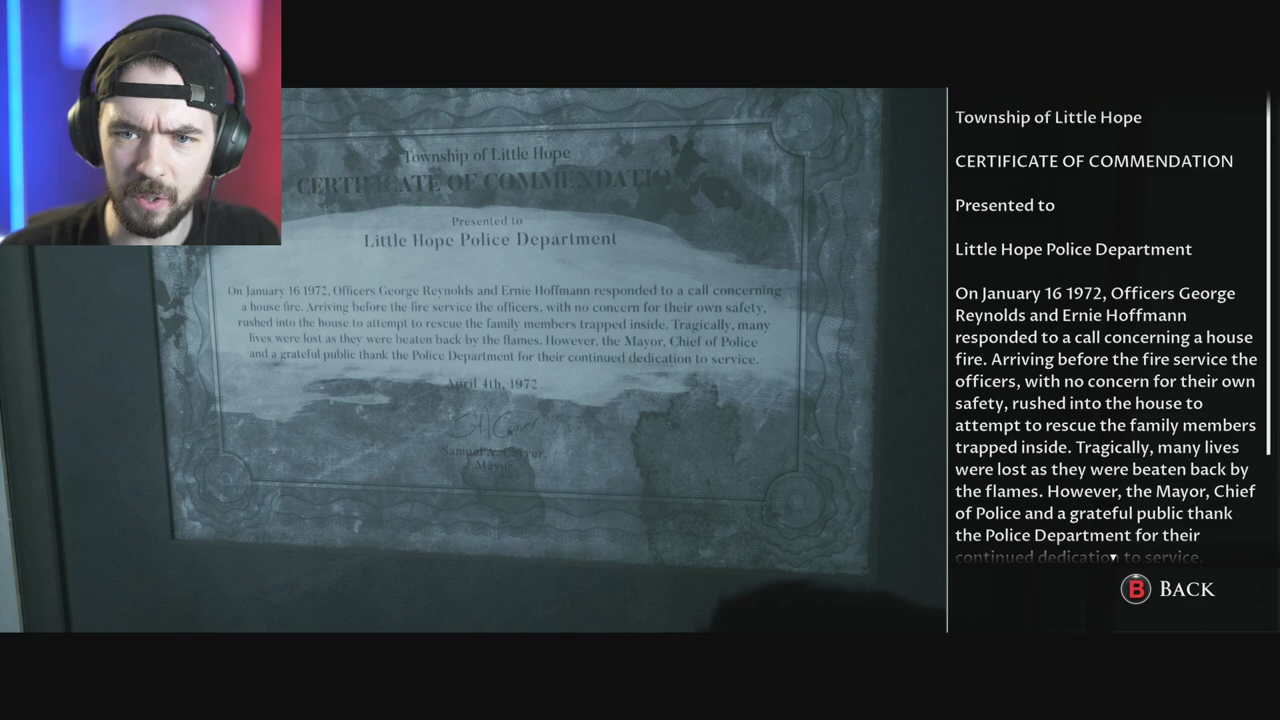 Township of Little Hope
CERTIFICATE OF COMMENDATIO
Presented to
Little Hope Police Department
On January 16 1972, Officers George Reynolds and Ernie Hoffmann responded to a call concerning
a house fire. Arriving before the fire service the officers, with no concern for their own safety,
rushed into the house to attempt to rescue the family members trapped inside. Tragically, many
lives were lost as they were beaten back by the flames. However, the Mayor, Chief of Police
and a grateful public thank the Police Department for their continued dedication to service.
April 4th, 1972
Samuel A. Carver,
Mayor
Township of Little Hope
CERTIFICATE OF COMMENDATION
Presented to
Little Hope Police Department
On January 16 1972, Officers George
Reynolds and Ernie Hoffmann
responded to a call concerning a house
fire. Arriving before the fire service the
officers, with no concern for their own
safety, rushed into the house to
attempt to rescue the family members
trapped inside. Tragically, many lives
were lost as they were beaten back by
the flames. However, the Mayor, Chief
of Police and a grateful public thank
the Police Department for their
continued dedication to service.
B BACK